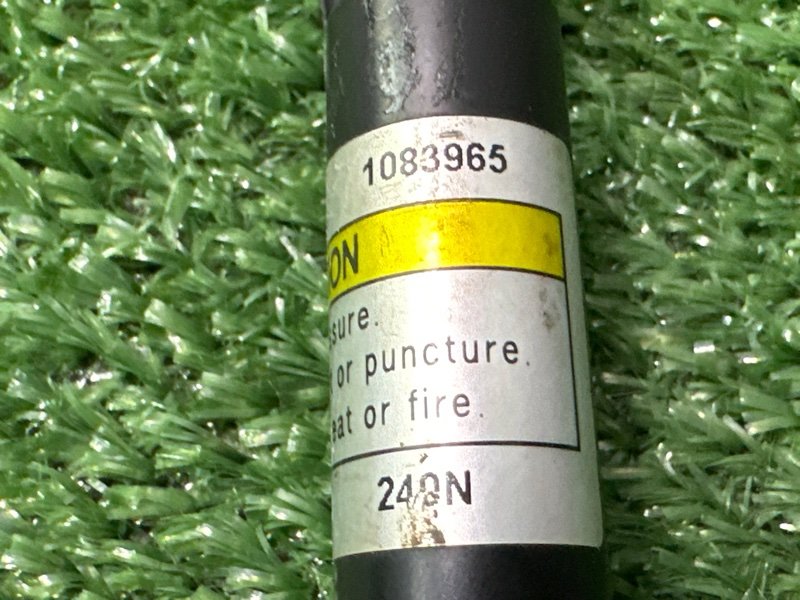 1083965
ON
sure.
or puncture.
eat or fire.
240N